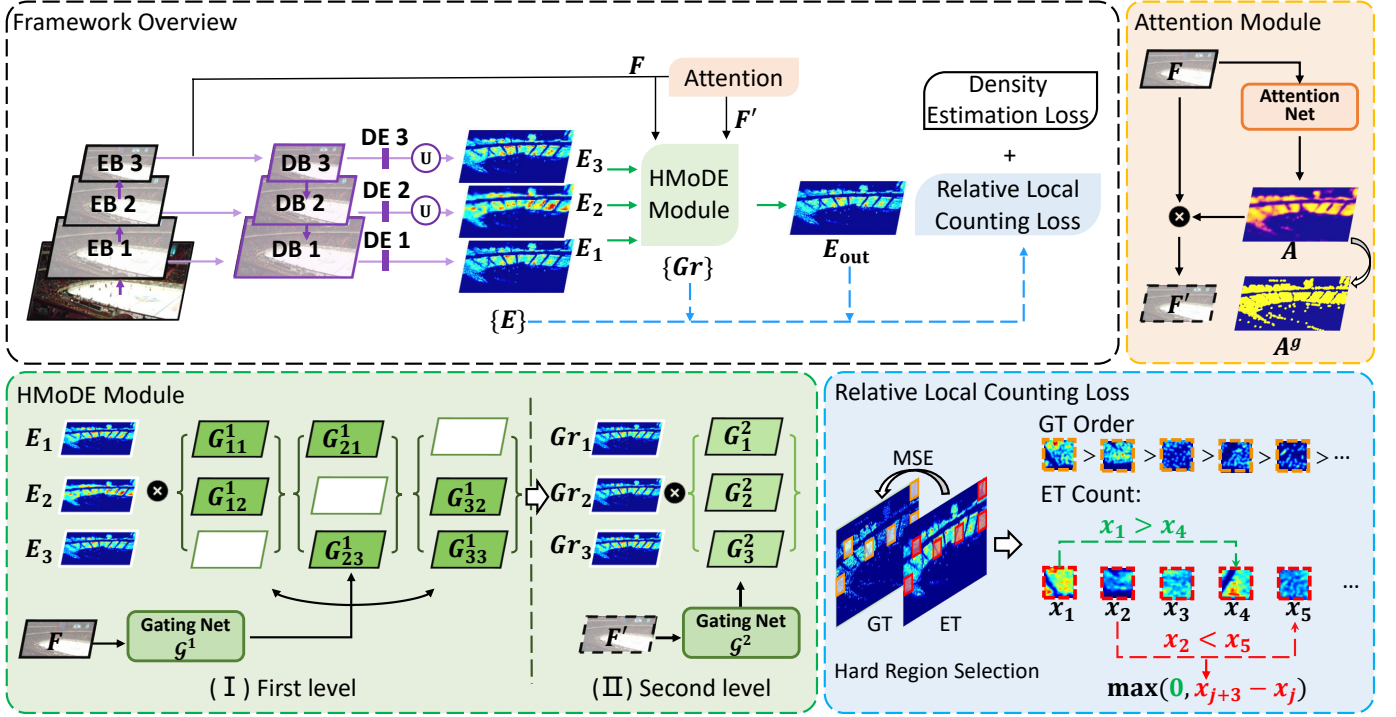 Framework Overview
F
Attention
F′
Density
Estimation Loss
+
Relative Local
Counting Loss
EB 3
EB 2
EB 1
DB 3
DB 2
DB 1
DE 3
DE 2
DE 1
U
U
E₃
E₂
E₁
HMoDE
Module
{Gr}
E_out
{E}
Attention Module
F
Attention
Net
A
F′
A^g
HMoDE Module
E₁
E₂
E₃
G¹₁₁
G¹₁₂
G¹₂₁
G¹₂₃
G¹₃₂
G¹₃₃
F
Gating Net
𝒢¹
(Ⅰ) First level
Gr₁
Gr₂
Gr₃
G²₁
G²₂
G²₃
F′
Gating Net
𝒢²
(Ⅱ) Second level
Relative Local Counting Loss
MSE
GT
ET
Hard Region Selection
GT Order
> > > > > ···
ET Count:
x₁ > x₄
x₁ x₂ x₃ x₄ x₅ ···
x₂ < x₅
max(0, x_{j+3} − x_j)